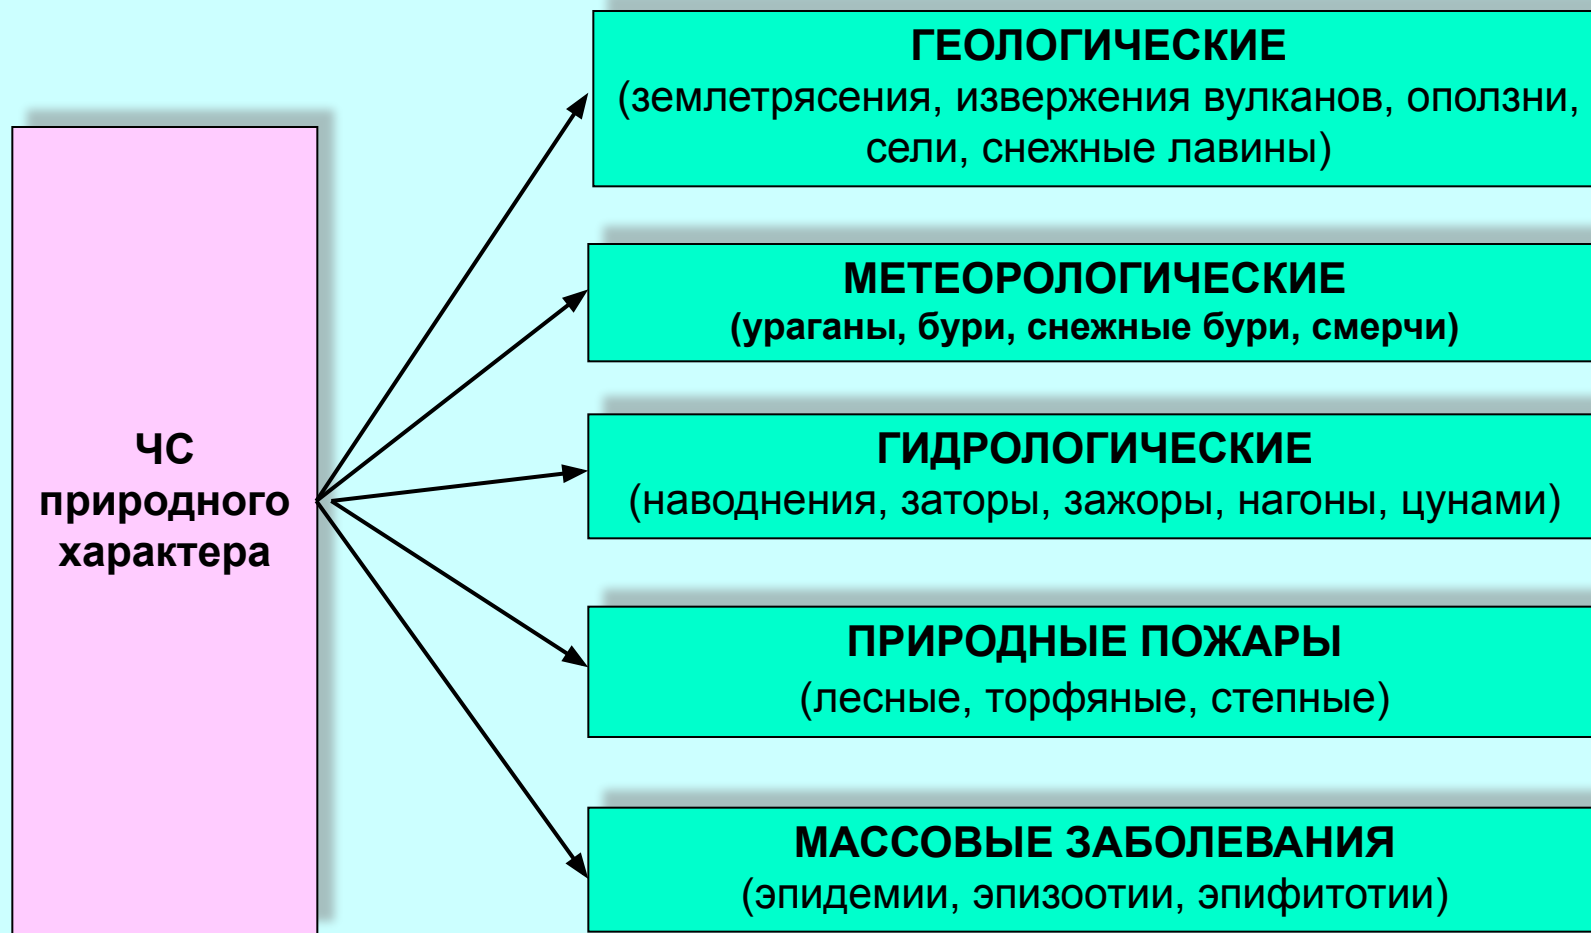 ЧС
природного
характера
ГЕОЛОГИЧЕСКИЕ
(землетрясения, извержения вулканов, оползни,
сели, снежные лавины)
МЕТЕОРОЛОГИЧЕСКИЕ
(ураганы, бури, снежные бури, смерчи)
ГИДРОЛОГИЧЕСКИЕ
(наводнения, заторы, зажоры, нагоны, цунами)
ПРИРОДНЫЕ ПОЖАРЫ
(лесные, торфяные, степные)
МАССОВЫЕ ЗАБОЛЕВАНИЯ
(эпидемии, эпизоотии, эпифитотии)